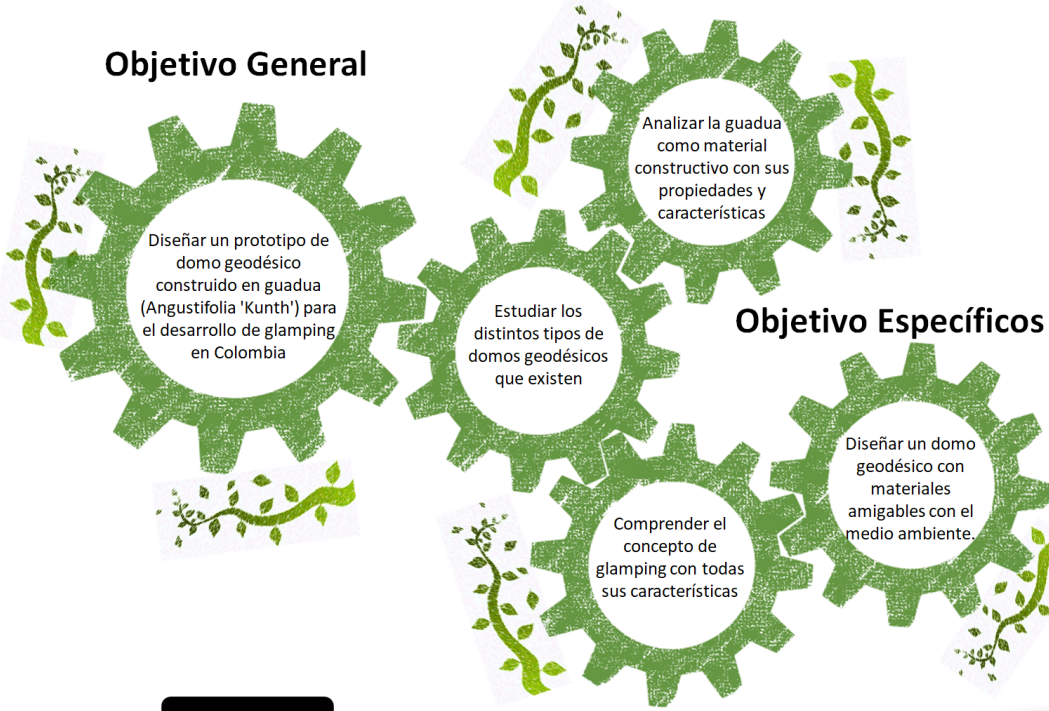 Objetivo General
Diseñar un prototipo de
domo geodésico
construido en guadua
(Angustifolia 'Kunth') para
el desarrollo de glamping
en Colombia
Analizar la guadua
como material
constructivo con sus
propiedades y
características
Estudiar los
distintos tipos de
domos geodésicos
que existen
Objetivo Específicos
Comprender el
concepto de
glamping con todas
sus características
Diseñar un domo
geodésico con
materiales
amigables con el
medio ambiente.